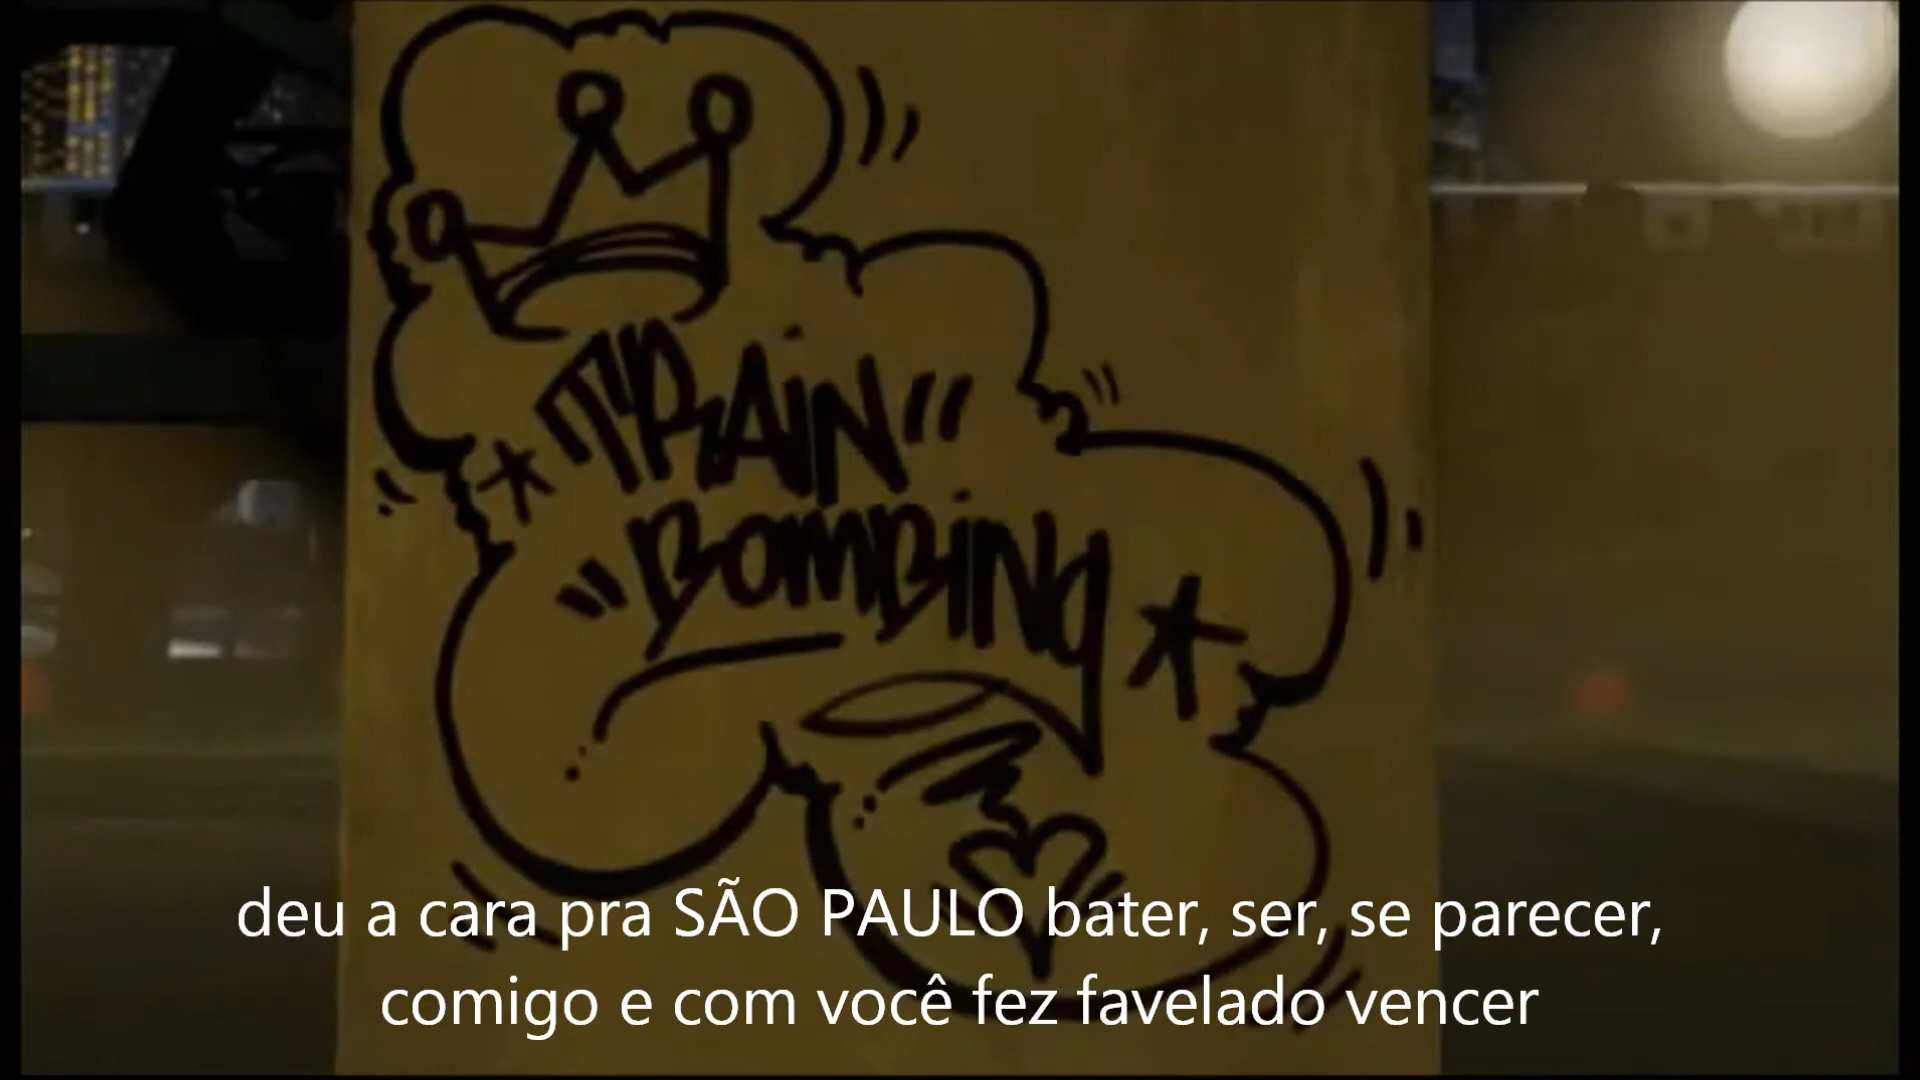 "TRAiN"
"BOMBiNG
deu a cara pra SÃO PAULO bater, ser, se parecer,
comigo e com você fez favelado vencer